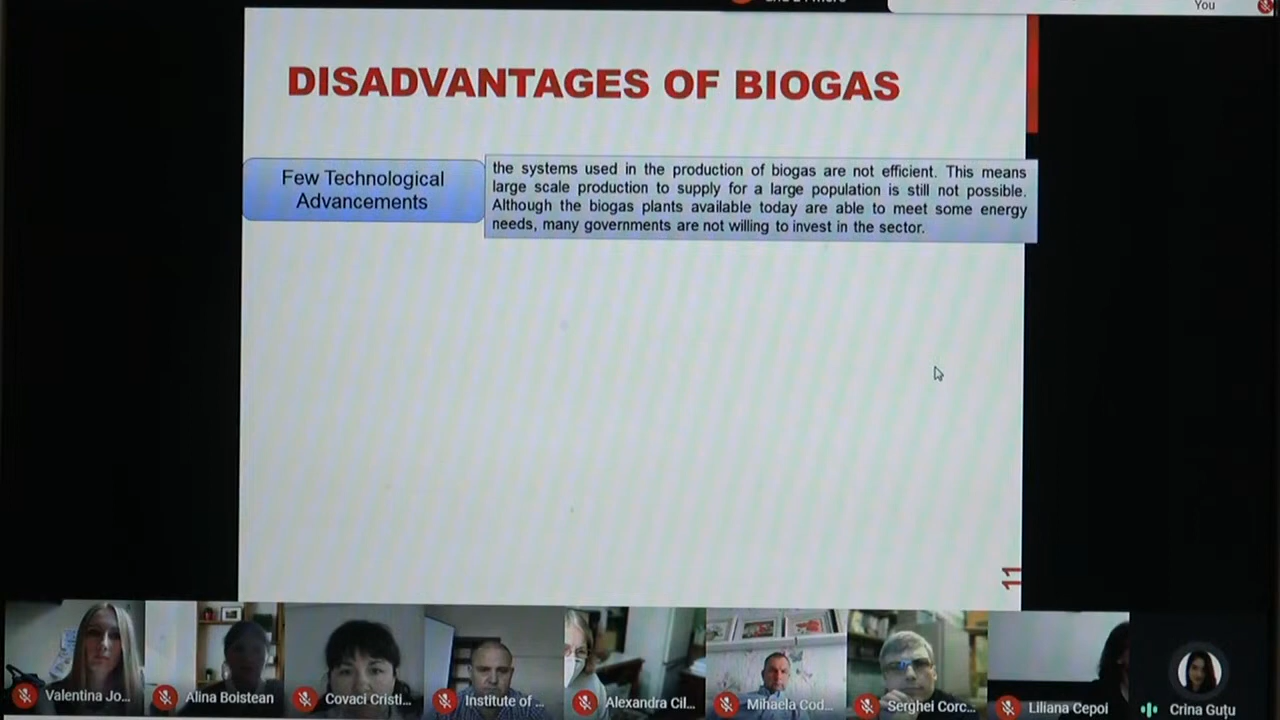 You
DISADVANTAGES OF BIOGAS
Few Technological
Advancements
the systems used in the production of biogas are not efficient. This means
large scale production to supply for a large population is still not possible.
Although the biogas plants available today are able to meet some energy
needs, many governments are not willing to invest in the sector.
11
Valentina Jo...
Alina Boistean
Covaci Cristi...
Institute of ...
Alexandra Cil...
Mihaela Cod...
Serghei Corc...
Liliana Cepoi
Crina Guțu